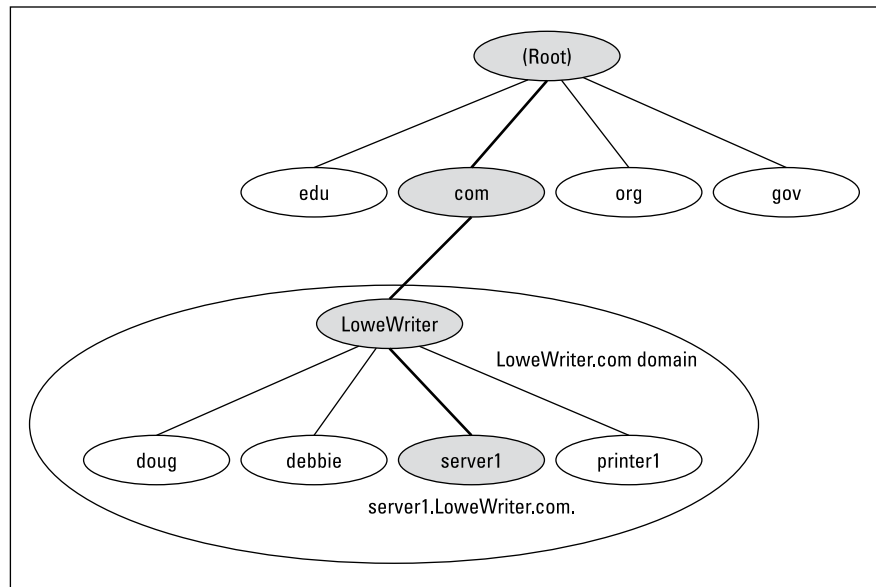 (Root)
edu
com
org
gov
LoweWriter
LoweWriter.com domain
doug
debbie
server1
printer1
server1.LoweWriter.com.